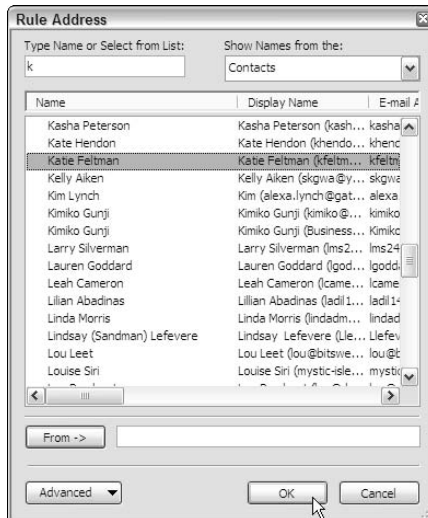 Rule Address
Type Name or Select from List:
Show Names from the:
k
Contacts
Name Display Name E-mail A
Kasha Peterson Kasha Peterson (kash... kasha
Kate Hendon Kate Hendon (khendo... khenc
Katie Feltman Katie Feltman (kfeltm... kfeltn
Kelly Aiken Kelly Aiken (skgwa@y... skgwa
Kim Lynch Kim (alexa.lynch@gat... alexa.
Kimiko Gunji Kimiko Gunji (kimiko@... kimiko
Kimiko Gunji Kimiko Gunji (Business... Kimikc
Larry Silverman Larry Silverman (lms2... lms24
Lauren Goddard Lauren Goddard (lgod... lgodd
Leah Cameron Leah Cameron (lcame... lcame
Lilian Abadinas Lilian Abadinas (ladil1... ladil14
Linda Morris Linda Morris (lindadm... lindad
Lindsay (Sandman) Lefevere Lindsay Lefevere (Lle... Llefev
Lou Leet Lou Leet (lou@bitswe... lou@b
Louise Siri Louise Siri (mystic-isle... mystic
From ->
Advanced
OK
Cancel